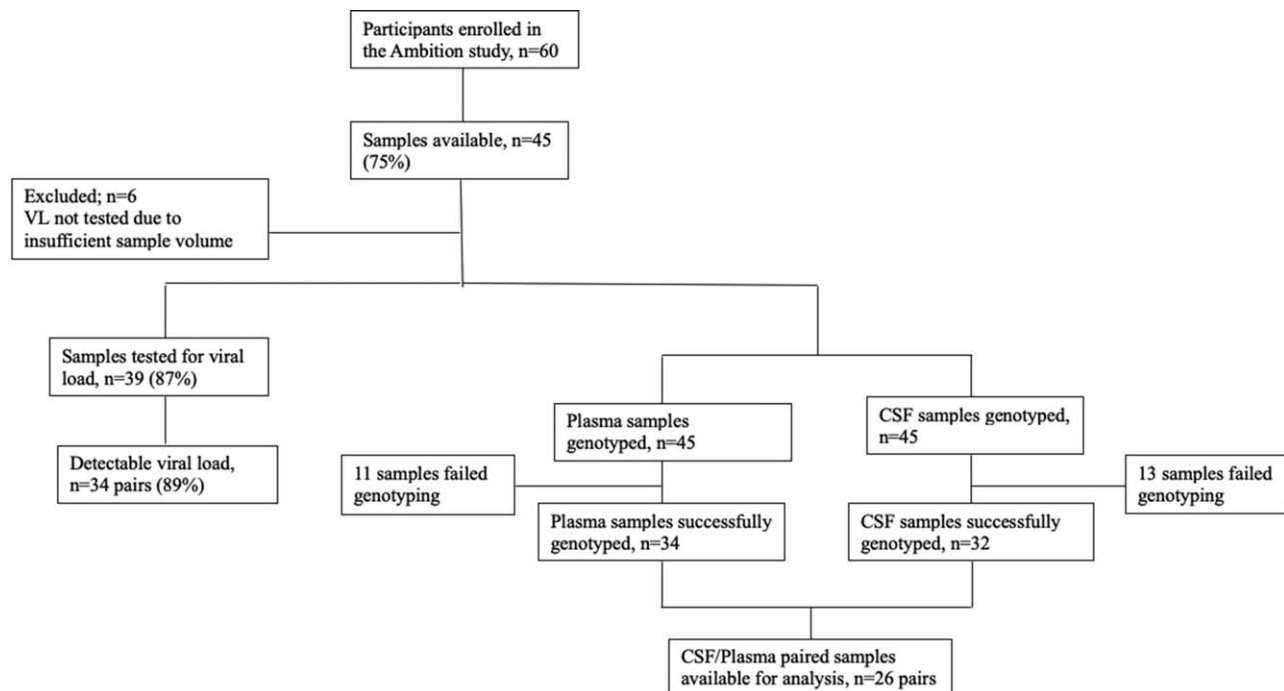 Participants enrolled in
the Ambition study, n=60
Samples available, n=45
(75%)
Excluded; n=6
VL not tested due to
insufficient sample volume
Samples tested for viral
load, n=39 (87%)
Detectable viral load,
n=34 pairs (89%)
Plasma samples
genotyped, n=45
CSF samples genotyped,
n=45
11 samples failed
genotyping
13 samples failed
genotyping
Plasma samples successfully
genotyped, n=34
CSF samples successfully
genotyped, n=32
CSF/Plasma paired samples
available for analysis, n=26 pairs